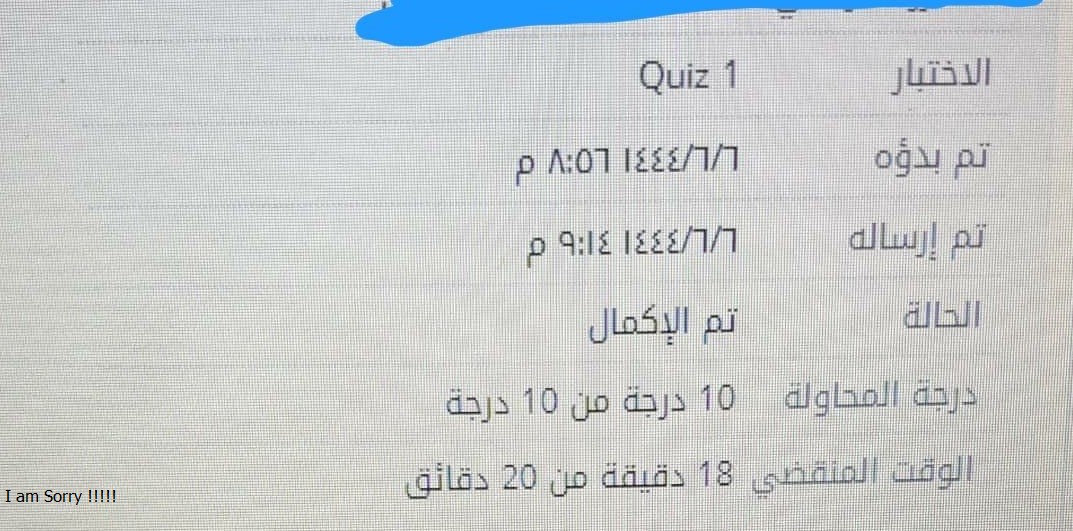 الاختبار Quiz 1
تم بدؤه ١٤٤٤/٦/٦ ٨:٥٦ م
تم إرساله ١٤٤٤/٦/٦ ٩:١٤ م
الحالة تم الإكمال
درجة المحاولة 10 درجة من 10 درجة
الوقت المنقضي 18 دقيقة من 20 دقائق
I am Sorry !!!!!